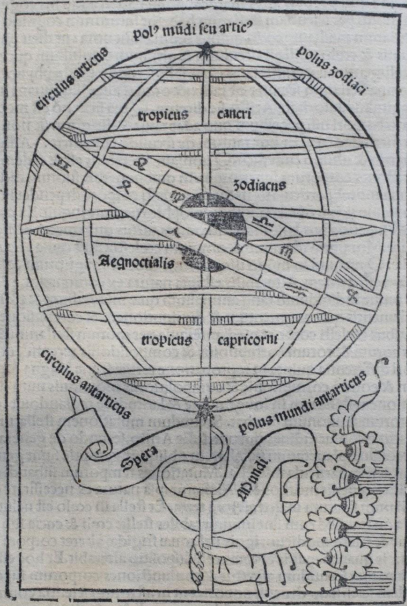 polꝰ mũdi seu articꝰ
circulus articus
polus zodiaci
tropicus cancri
zodiacus
Aegnoctialis
tropicus capricorni
circulus antarticus
polus mundi antarticus
Spera
Mundi.